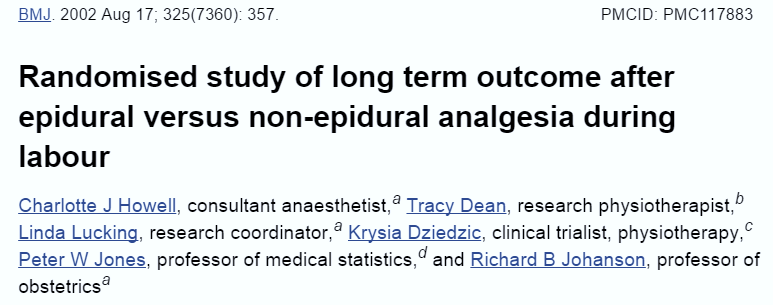 BMJ. 2002 Aug 17; 325(7360): 357. PMCID: PMC117883
Randomised study of long term outcome after
epidural versus non-epidural analgesia during
labour
Charlotte J Howell, consultant anaesthetist,a Tracy Dean, research physiotherapist,b
Linda Lucking, research coordinator,a Krysia Dziedzic, clinical trialist, physiotherapy,c
Peter W Jones, professor of medical statistics,d and Richard B Johanson, professor of
obstetricsa